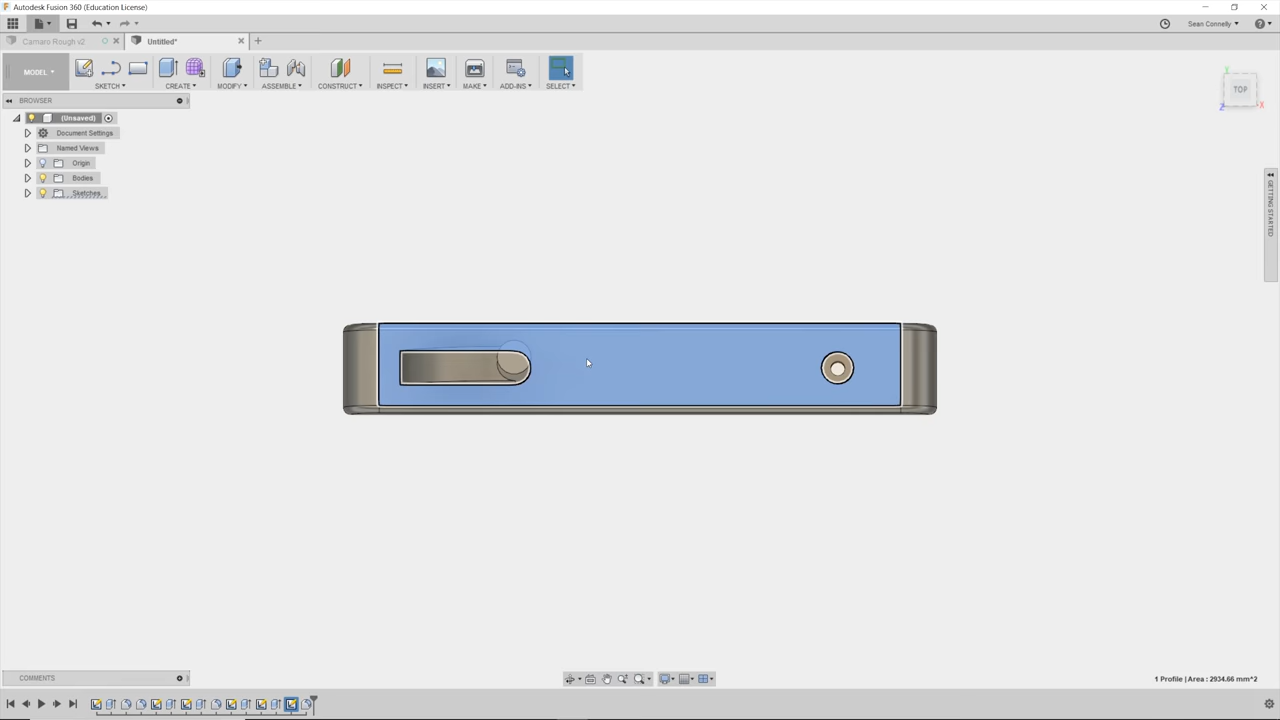 Autodesk Fusion 360 (Education License)
Sean Connelly
Camaro Rough v2
Untitled*
MODEL
SKETCH
CREATE
MODIFY
ASSEMBLE
CONSTRUCT
INSPECT
INSERT
MAKE
ADD-INS
SELECT
BROWSER
(Unsaved)
Document Settings
Named Views
Origin
Bodies
Sketches
Y
TOP
Z
X
GETTING STARTED
COMMENTS
1 Profile | Area : 2934.66 mm^2